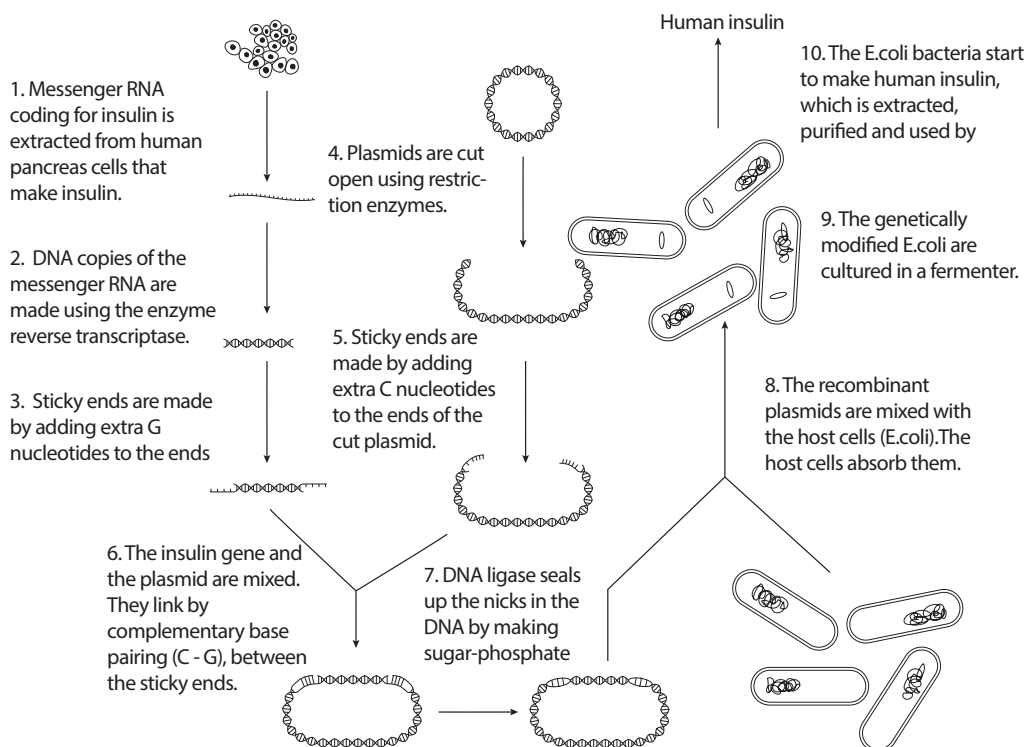 Human insulin
1. Messenger RNA
coding for insulin is
extracted from human
pancreas cells that
make insulin.
2. DNA copies of the
messenger RNA are
made using the enzyme
reverse transcriptase.
3. Sticky ends are made
by adding extra G
nucleotides to the ends
4. Plasmids are cut
open using restric-
tion enzymes.
5. Sticky ends are
made by adding
extra C nucleotides
to the ends of the
cut plasmid.
6. The insulin gene and
the plasmid are mixed.
They link by
complementary base
pairing (C - G), between
the sticky ends.
7. DNA ligase seals
up the nicks in the
DNA by making
sugar-phosphate
8. The recombinant
plasmids are mixed with
the host cells (E.coli).The
host cells absorb them.
9. The genetically
modified E.coli are
cultured in a fermenter.
10. The E.coli bacteria start
to make human insulin,
which is extracted,
purified and used by